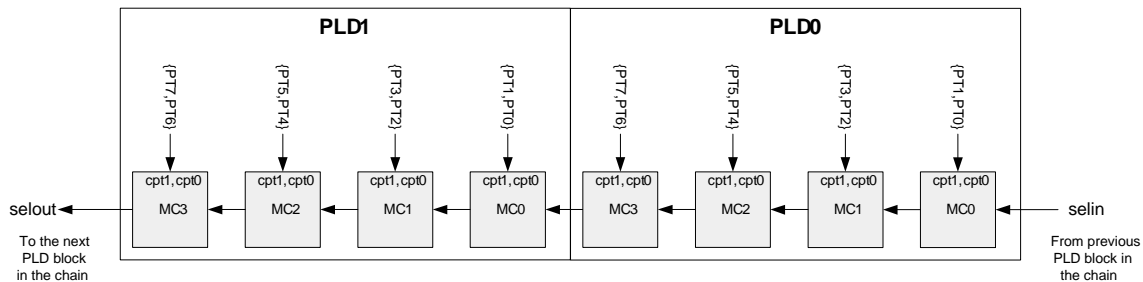 PLD1
PLD0
{PT7,PT6}
{PT5,PT4}
{PT3,PT2}
{PT1,PT0}
{PT7,PT6}
{PT5,PT4}
{PT3,PT2}
{PT1,PT0}
cpt1,cpt0
cpt1,cpt0
cpt1,cpt0
cpt1,cpt0
cpt1,cpt0
cpt1,cpt0
cpt1,cpt0
cpt1,cpt0
selout
MC3
MC2
MC1
MC0
MC3
MC2
MC1
MC0
selin
To the next
PLD block
in the chain
From previous
PLD block in
the chain